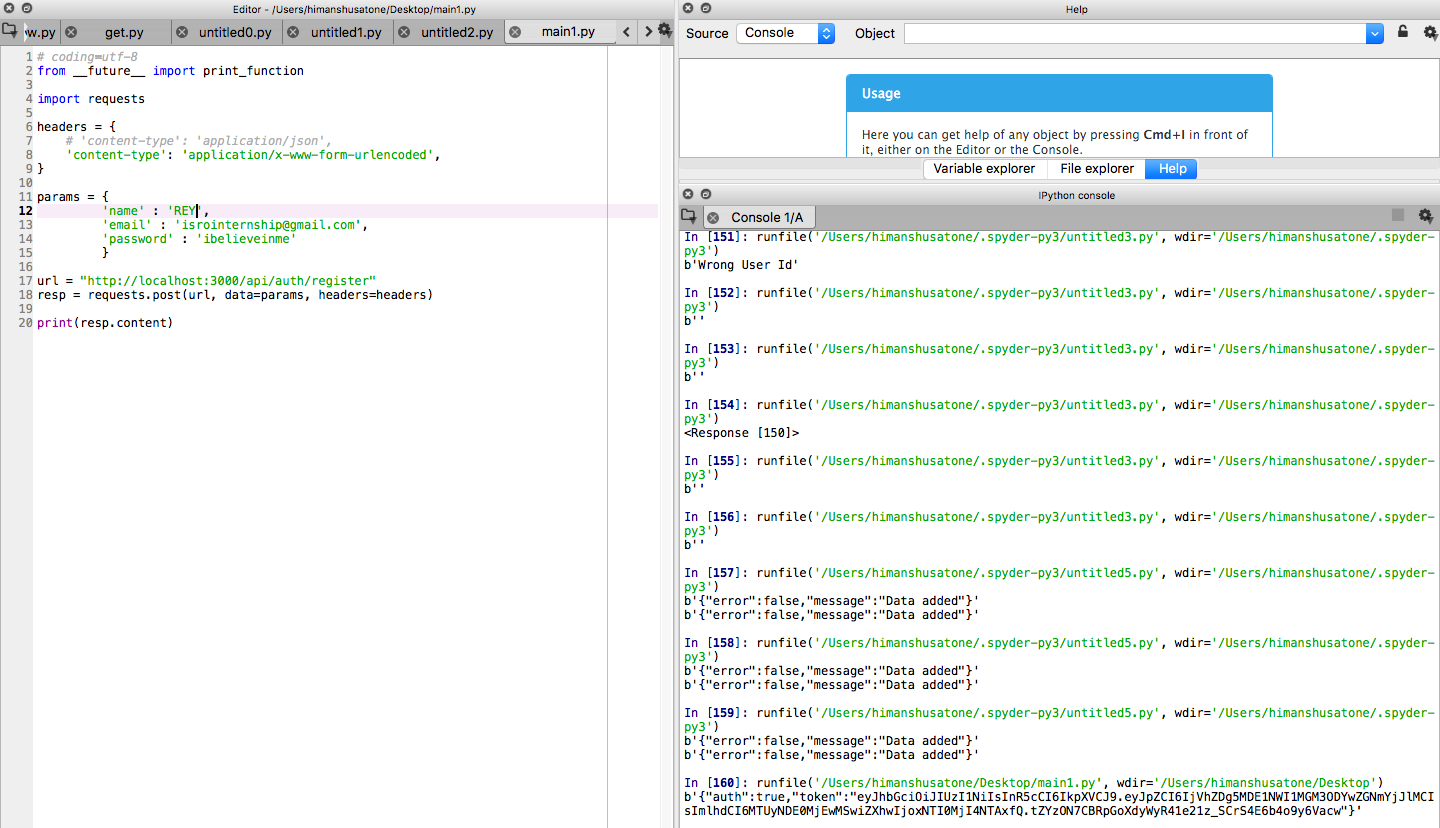 Editor - /Users/himanshusatone/Desktop/main1.py
w.py
get.py
untitled0.py
untitled1.py
untitled2.py
main1.py
1 # coding=utf-8
2 from __future__ import print_function
3
4 import requests
5
6 headers = {
7 # 'content-type': 'application/json',
8 'content-type': 'application/x-www-form-urlencoded',
9 }
10
11 params = {
12 'name' : 'REY',
13 'email' : 'isrointernship@gmail.com',
14 'password' : 'ibelieveinme'
15 }
16
17 url = "http://localhost:3000/api/auth/register"
18 resp = requests.post(url, data=params, headers=headers)
19
20 print(resp.content)
Help
Source Console Object
Usage
Here you can get help of any object by pressing Cmd+I in front of
it, either on the Editor or the Console.
Variable explorer File explorer Help
IPython console
Console 1/A
In [151]: runfile('/Users/himanshusatone/.spyder-py3/untitled3.py', wdir='/Users/himanshusatone/.spyder-
py3')
b'Wrong User Id'
In [152]: runfile('/Users/himanshusatone/.spyder-py3/untitled3.py', wdir='/Users/himanshusatone/.spyder-
py3')
b''
In [153]: runfile('/Users/himanshusatone/.spyder-py3/untitled3.py', wdir='/Users/himanshusatone/.spyder-
py3')
b''
In [154]: runfile('/Users/himanshusatone/.spyder-py3/untitled3.py', wdir='/Users/himanshusatone/.spyder-
py3')
<Response [150]>
In [155]: runfile('/Users/himanshusatone/.spyder-py3/untitled3.py', wdir='/Users/himanshusatone/.spyder-
py3')
b''
In [156]: runfile('/Users/himanshusatone/.spyder-py3/untitled3.py', wdir='/Users/himanshusatone/.spyder-
py3')
b''
In [157]: runfile('/Users/himanshusatone/.spyder-py3/untitled5.py', wdir='/Users/himanshusatone/.spyder-
py3')
b'{"error":false,"message":"Data added"}'
b'{"error":false,"message":"Data added"}'
In [158]: runfile('/Users/himanshusatone/.spyder-py3/untitled5.py', wdir='/Users/himanshusatone/.spyder-
py3')
b'{"error":false,"message":"Data added"}'
b'{"error":false,"message":"Data added"}'
In [159]: runfile('/Users/himanshusatone/.spyder-py3/untitled5.py', wdir='/Users/himanshusatone/.spyder-
py3')
b'{"error":false,"message":"Data added"}'
b'{"error":false,"message":"Data added"}'
In [160]: runfile('/Users/himanshusatone/Desktop/main1.py', wdir='/Users/himanshusatone/Desktop')
b'{"auth":true,"token":"eyJhbGciOiJIUzI1NiIsInR5cCI6IkpXVCJ9.eyJpZCI6IjVhZDg5MDE1NWI1MGM3ODYwZGNmYjJlMCI
sImlhdCI6MTUyNDE0MjEwMSwiZXhwIjoxNTI0MjI4NTAxfQ.tZYzON7CBRpGoXdyWyR41e21z_SCrS4E6b4o9y6Vacw"}'